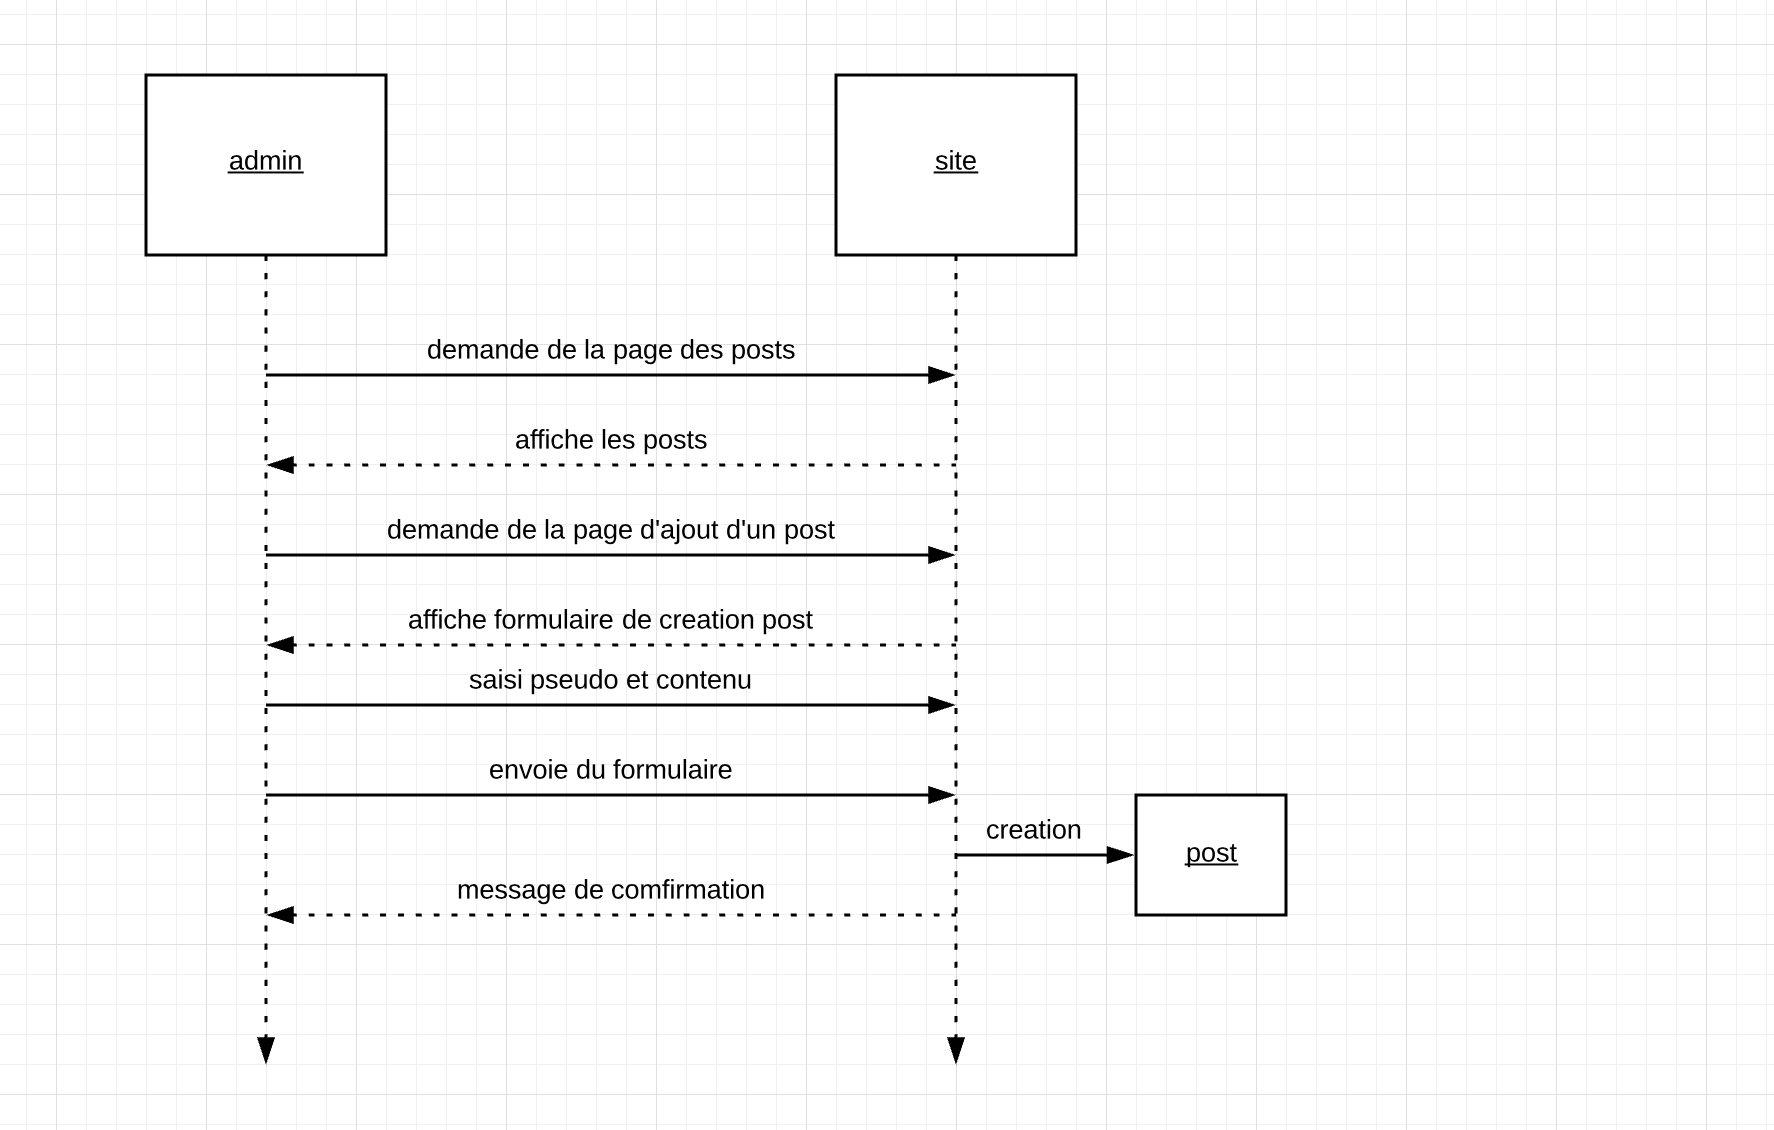 admin
site
demande de la page des posts
affiche les posts
demande de la page d'ajout d'un post
affiche formulaire de creation post
saisi pseudo et contenu
envoie du formulaire
creation
post
message de comfirmation